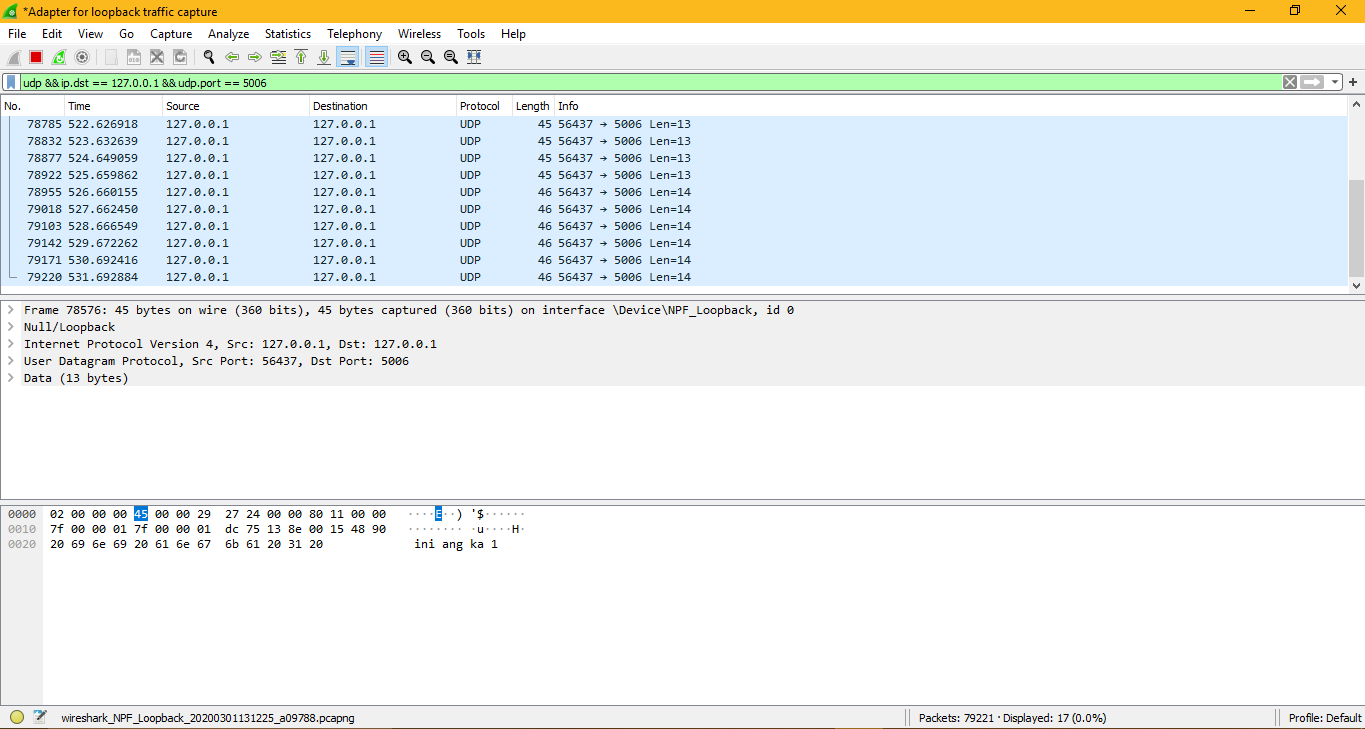 *Adapter for loopback traffic capture
File Edit View Go Capture Analyze Statistics Telephony Wireless Tools Help
udp && ip.dst == 127.0.0.1 && udp.port == 5006
No. Time Source Destination Protocol Length Info
78785 522.626918 127.0.0.1 127.0.0.1 UDP 45 56437 → 5006 Len=13
78832 523.632639 127.0.0.1 127.0.0.1 UDP 45 56437 → 5006 Len=13
78877 524.649059 127.0.0.1 127.0.0.1 UDP 45 56437 → 5006 Len=13
78922 525.659862 127.0.0.1 127.0.0.1 UDP 45 56437 → 5006 Len=13
78955 526.660155 127.0.0.1 127.0.0.1 UDP 46 56437 → 5006 Len=14
79018 527.662450 127.0.0.1 127.0.0.1 UDP 46 56437 → 5006 Len=14
79103 528.666549 127.0.0.1 127.0.0.1 UDP 46 56437 → 5006 Len=14
79142 529.672262 127.0.0.1 127.0.0.1 UDP 46 56437 → 5006 Len=14
79171 530.692416 127.0.0.1 127.0.0.1 UDP 46 56437 → 5006 Len=14
79220 531.692884 127.0.0.1 127.0.0.1 UDP 46 56437 → 5006 Len=14
Frame 78576: 45 bytes on wire (360 bits), 45 bytes captured (360 bits) on interface \Device\NPF_Loopback, id 0
Null/Loopback
Internet Protocol Version 4, Src: 127.0.0.1, Dst: 127.0.0.1
User Datagram Protocol, Src Port: 56437, Dst Port: 5006
Data (13 bytes)
0000 02 00 00 00 45 00 00 29 27 24 00 00 80 11 00 00 ····E··) '$······
0010 7f 00 00 01 7f 00 00 01 dc 75 13 8e 00 15 48 90 ········ ·u····H·
0020 20 69 6e 69 20 61 6e 67 6b 61 20 31 20 ini ang ka 1
wireshark_NPF_Loopback_20200301131225_a09788.pcapng Packets: 79221 · Displayed: 17 (0.0%) Profile: Default